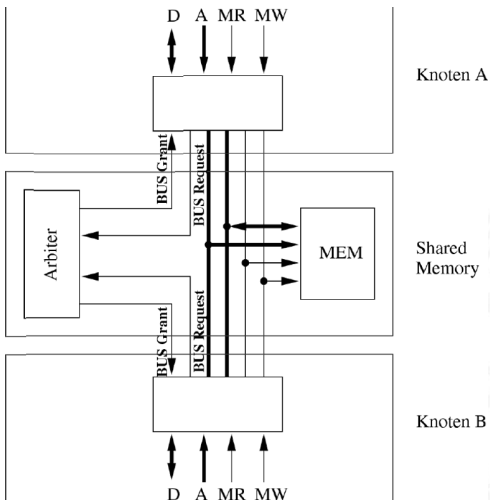 D A MR MW
Knoten A
BUS Grant
BUS Request
Arbiter
MEM
Shared
Memory
BUS Grant
BUS Request
Knoten B
D A MR MW